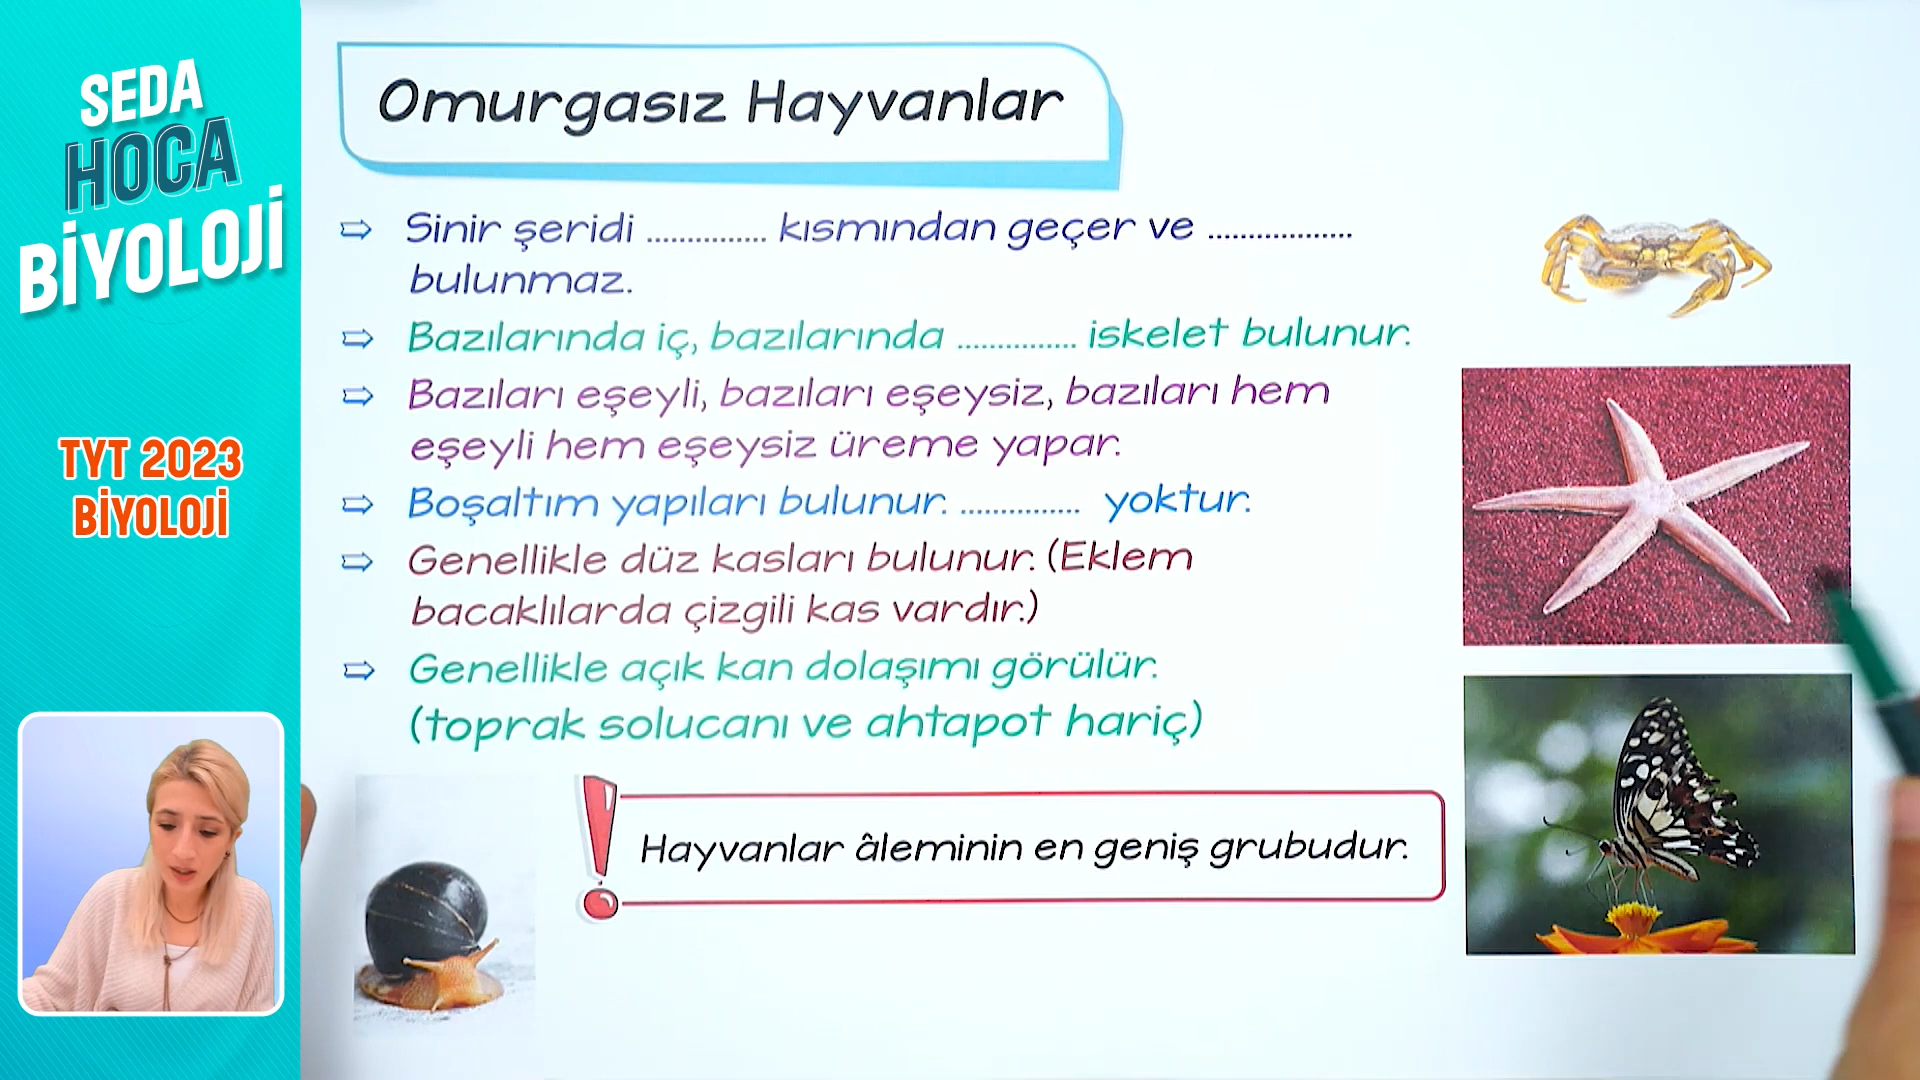 SEDA
HOCA
BİYOLOJİ
TYT 2023
BİYOLOJİ
Omurgasız Hayvanlar
⇨ Sinir şeridi ............... kısmından geçer ve ..................
bulunmaz.
⇨ Bazılarında iç, bazılarında ............... iskelet bulunur.
⇨ Bazıları eşeyli, bazıları eşeysiz, bazıları hem
eşeyli hem eşeysiz üreme yapar.
⇨ Boşaltım yapıları bulunur. ............... yoktur.
⇨ Genellikle düz kasları bulunur. (Eklem
bacaklılarda çizgili kas vardır.)
⇨ Genellikle açık kan dolaşımı görülür.
(toprak solucanı ve ahtapot hariç)
Hayvanlar âleminin en geniş grubudur.